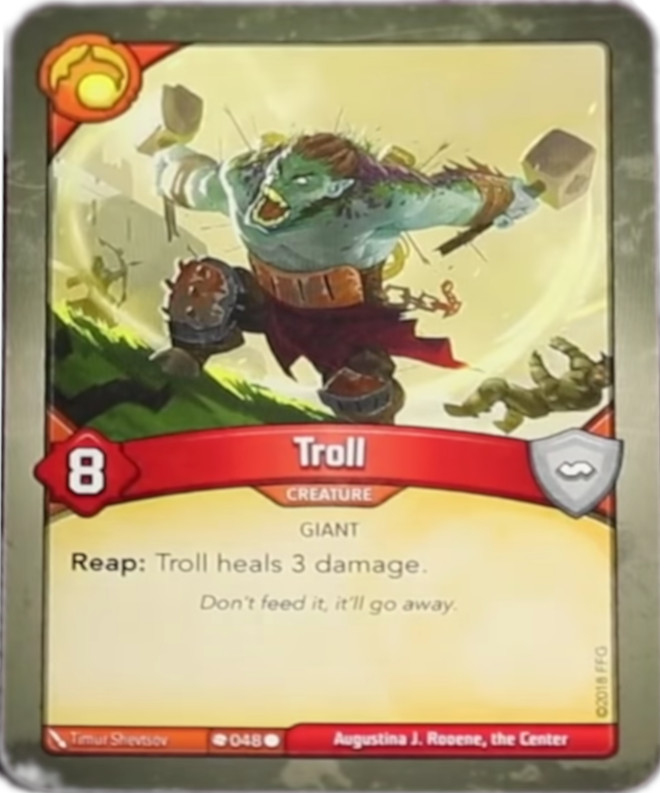 8
Troll
CREATURE
GIANT
Reap: Troll heals 3 damage.
Don't feed it, it'll go away.
©2018 FFG
Timur Shevtsov
048
Augustina J. Rooene, the Center